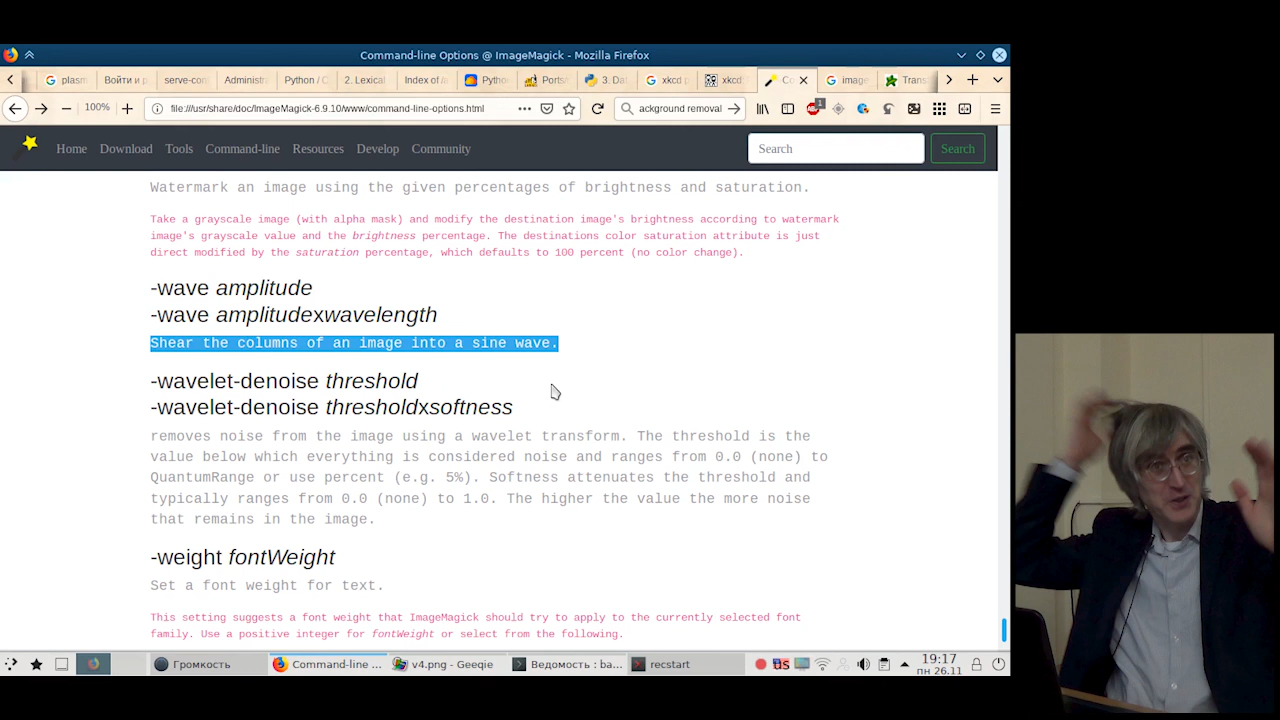 Command-line Options @ ImageMagick - Mozilla Firefox
plasm
Войти и р
serve-con
Administr
Python / C
2. Lexical
Index of a
Pytho
Ports
3. Da
xkcd p
xkcd:
Co
image
Trans
100%
file:///usr/share/doc/ImageMagick-6.9.10/www/command-line-options.html
ackground removal
1
Home
Download
Tools
Command-line
Resources
Develop
Community
Search
Search
Watermark an image using the given percentages of brightness and saturation.
Take a grayscale image (with alpha mask) and modify the destination image's brightness according to watermark
image's grayscale value and the brightness percentage. The destinations color saturation attribute is just
direct modified by the saturation percentage, which defaults to 100 percent (no color change).
-wave amplitude
-wave amplitudexwavelength
Shear the columns of an image into a sine wave.
-wavelet-denoise threshold
-wavelet-denoise thresholdxsoftness
removes noise from the image using a wavelet transform. The threshold is the
value below which everything is considered noise and ranges from 0.0 (none) to
QuantumRange or use percent (e.g. 5%). Softness attenuates the threshold and
typically ranges from 0.0 (none) to 1.0. The higher the value the more noise
that remains in the image.
-weight fontWeight
Set a font weight for text.
This setting suggests a font weight that ImageMagick should try to apply to the currently selected font
family. Use a positive integer for fontWeight or select from the following.
Громкость
Command-line ...
v4.png - Geeqie
Ведомость : ba...
recstart
us
19:17
пн 26.11